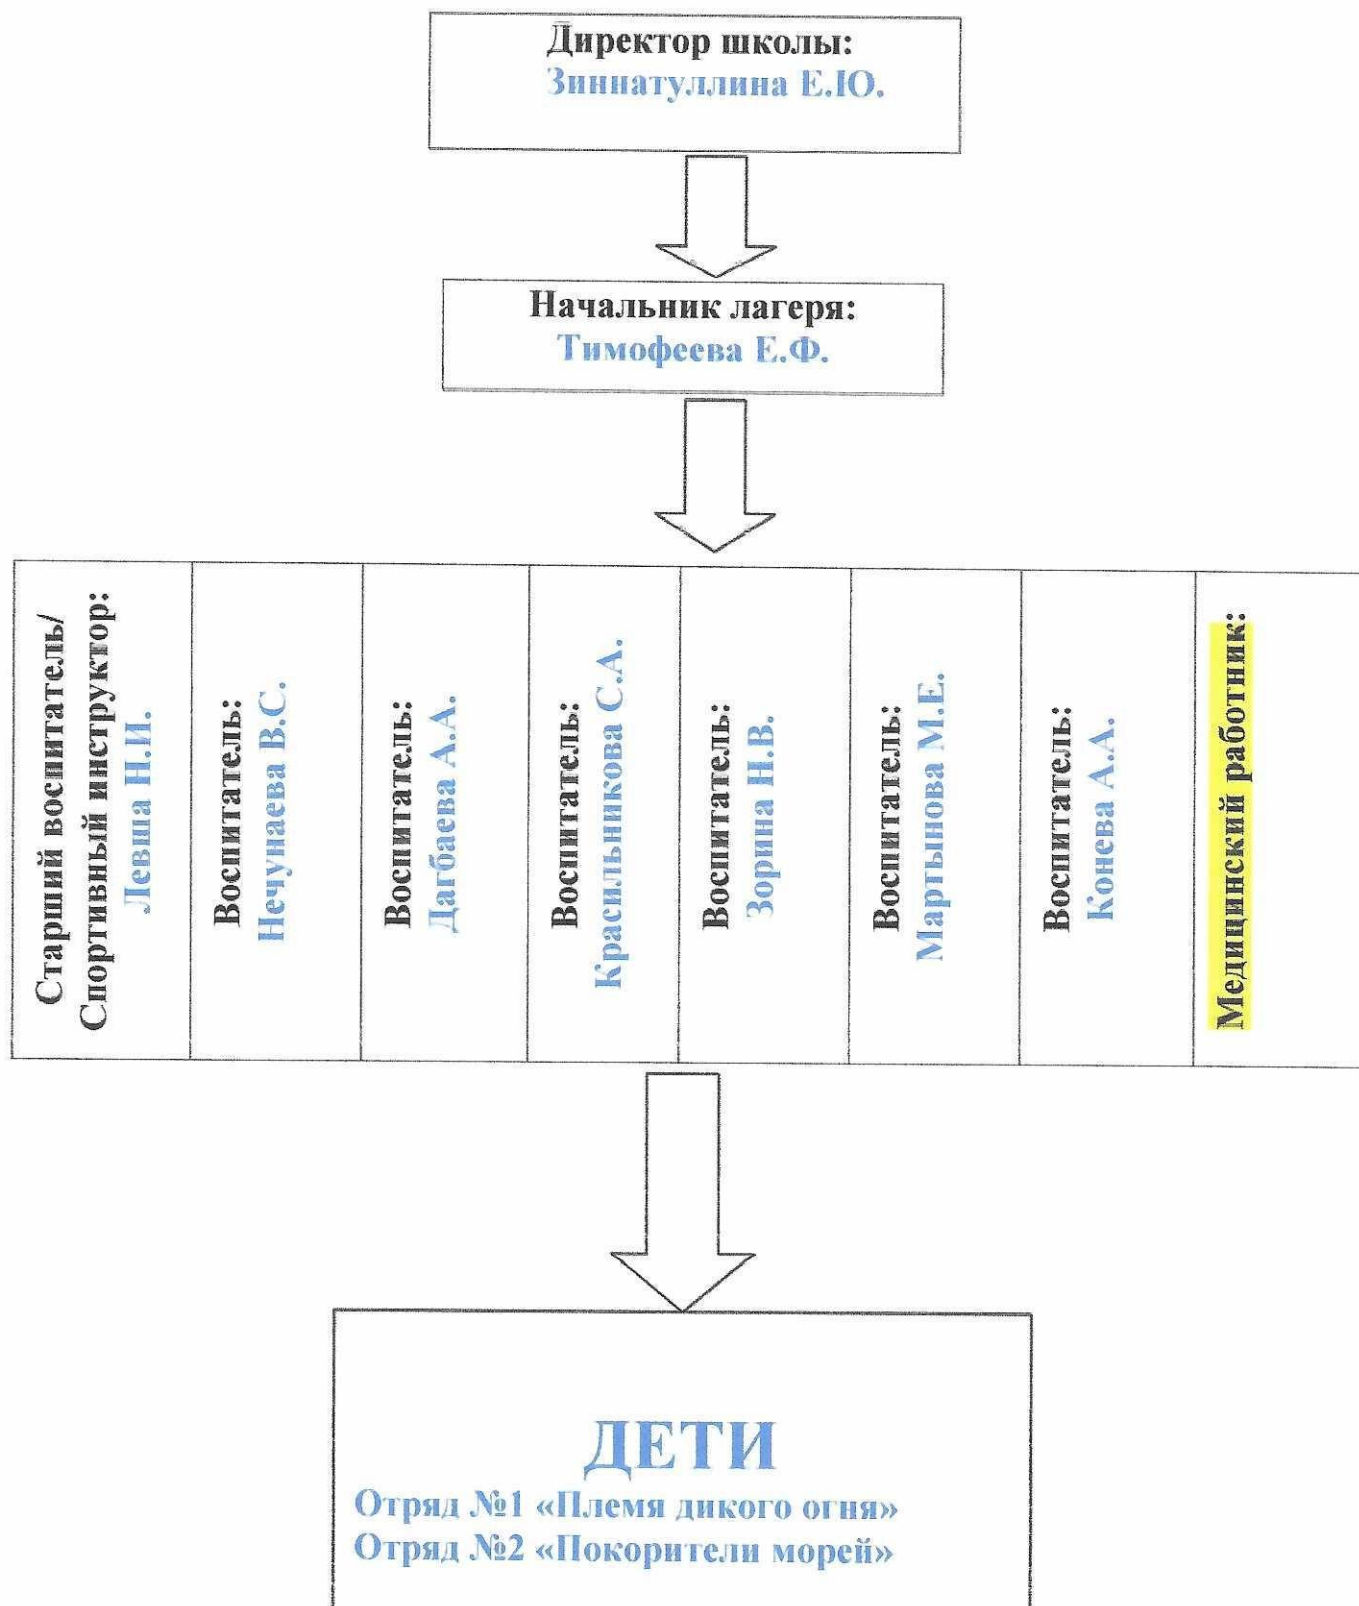 Директор школы:
Зиннатуллина Е.Ю.
Начальник лагеря:
Тимофеева Е.Ф.
Старший воспитатель/
Спортивный инструктор:
Левша Н.И.
Воспитатель:
Нечунаева В.С.
Воспитатель:
Дагбаева А.А.
Воспитатель:
Красильникова С.А.
Воспитатель:
Зорина Н.В.
Воспитатель:
Мартынова М.Е.
Воспитатель:
Конева А.А.
Медицинский работник:
ДЕТИ
Отряд №1 «Племя дикого огня»
Отряд №2 «Покорители морей»